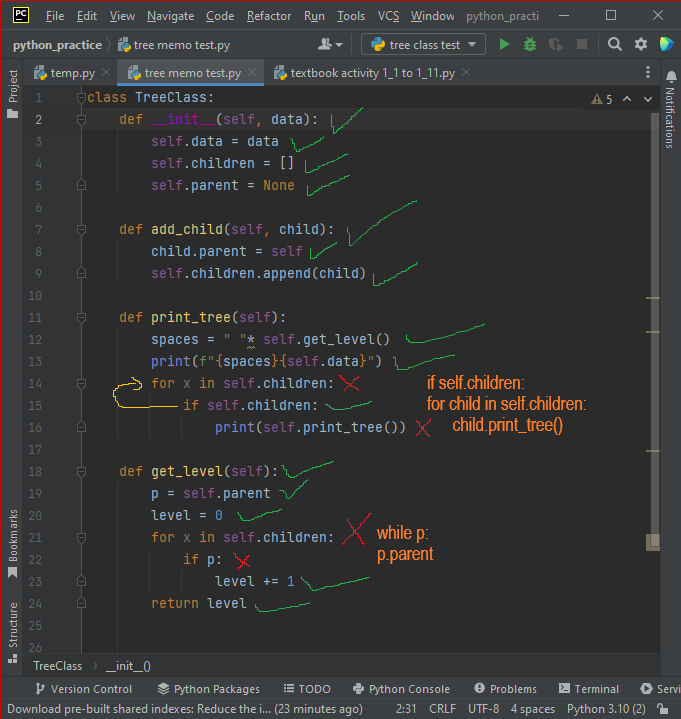 PC File Edit View Navigate Code Refactor Run Tools VCS Window python_practi
python_practice tree memo test.py tree class test
temp.py tree memo test.py textbook activity 1_1 to 1_11.py
Project
Notifications
5
1 class TreeClass:
2 def __init__(self, data):
3 self.data = data
4 self.children = []
5 self.parent = None
6
7 def add_child(self, child):
8 child.parent = self
9 self.children.append(child)
10
11 def print_tree(self):
12 spaces = " "* self.get_level()
13 print(f"{spaces}{self.data}")
14 for x in self.children:
15 if self.children:
16 print(self.print_tree())
if self.children:
for child in self.children:
child.print_tree()
17
18 def get_level(self):
19 p = self.parent
20 level = 0
21 for x in self.children:
22 if p:
while p:
p.parent
23 level += 1
24 return level
25
26
Bookmarks
Structure
TreeClass __init__()
Version Control Python Packages TODO Python Console Problems Terminal Servi
Download pre-built shared indexes: Reduce the i... (23 minutes ago) 2:31 CRLF UTF-8 4 spaces Python 3.10 (2)